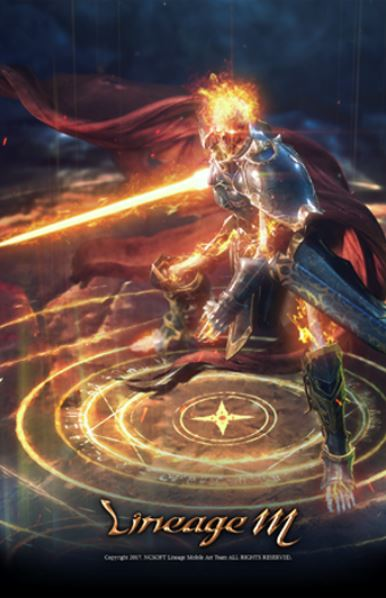 Lineage M
Copyright 2017. NCSOFT Lineage Mobile Art Team ALL RIGHTS RESERVED.